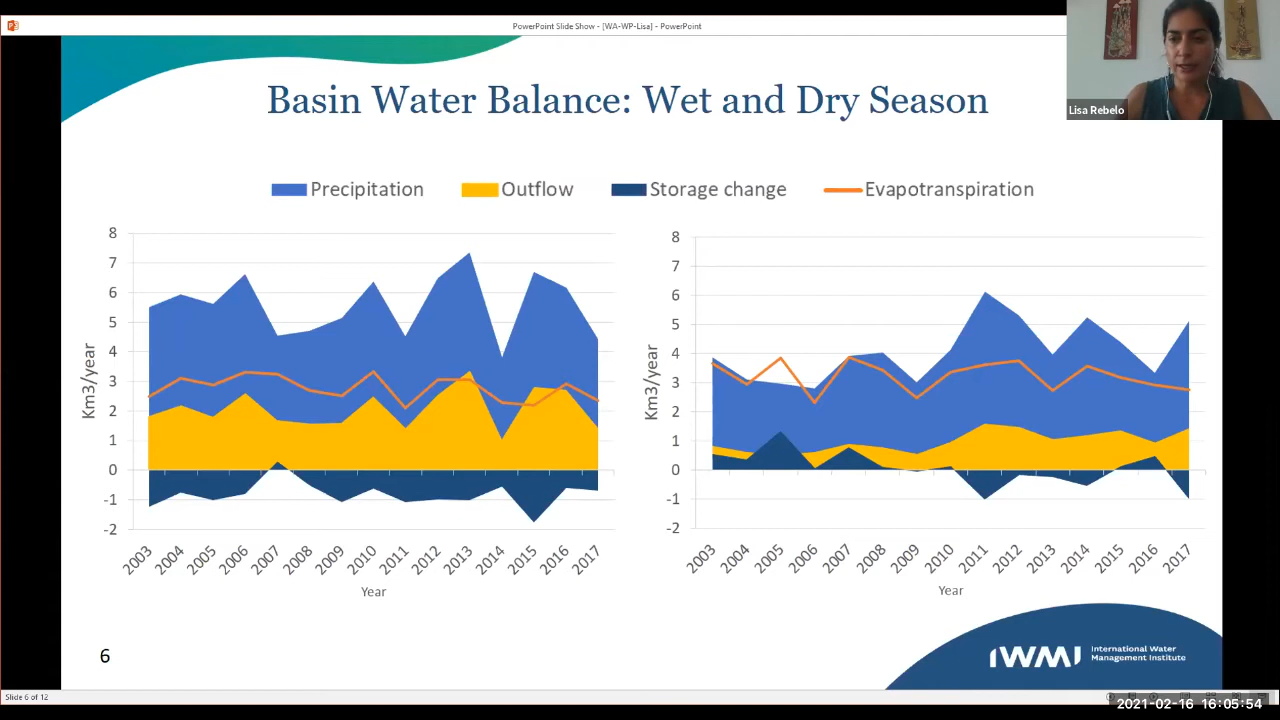 PowerPoint Slide Show - [WA-WP-Lisa] - PowerPoint
Lisa Rebelo
Basin Water Balance: Wet and Dry Season
Precipitation Outflow Storage change Evapotranspiration
8
7
6
5
4
3
2
1
0
-1
-2
Km3/year
2003 2004 2005 2006 2007 2008 2009 2010 2011 2012 2013 2014 2015 2016 2017
Year
8
7
6
5
4
3
2
1
0
-1
-2
Km3/year
2003 2004 2005 2006 2007 2008 2009 2010 2011 2012 2013 2014 2015 2016 2017
Year
6
IWMI
International Water
Management Institute
Slide 6 of 12
2021-02-16 16:05:54